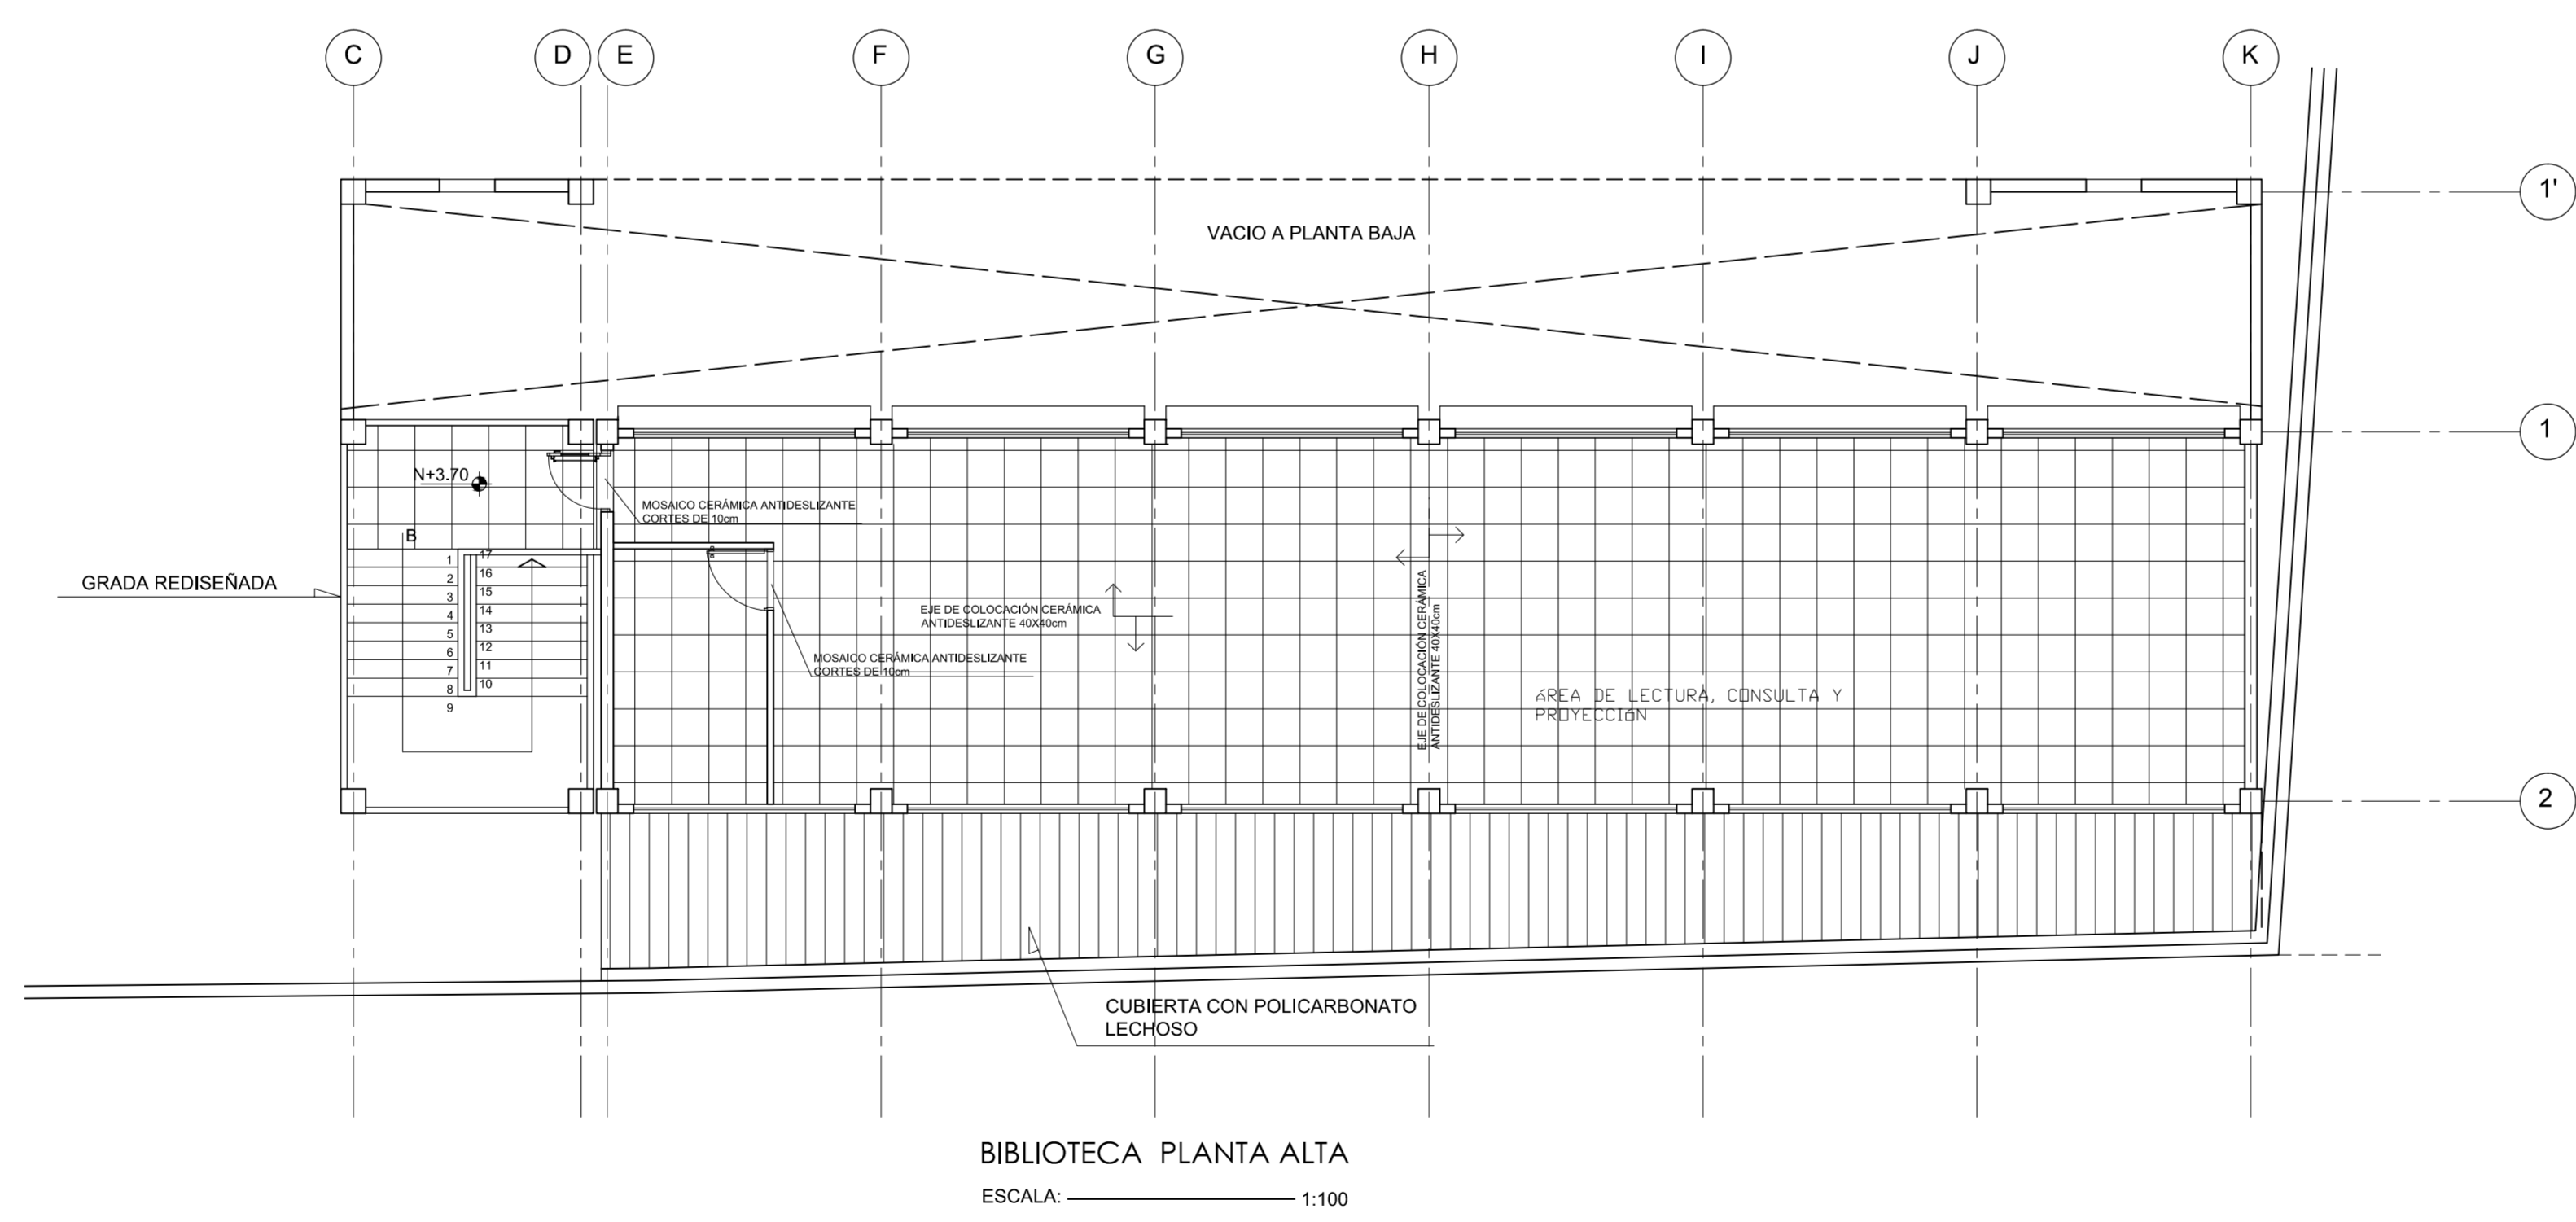 C
D
E
F
G
H
I
J
K
1'
VACIO A PLANTA BAJA
1
N+3.70
MOSAICO CERÁMICA ANTIDESLIZANTE
CORTES DE 10cm
B
GRADA REDISEÑADA
1
2
3
4
5
6
7
8
9
17
16
15
14
13
12
11
10
EJE DE COLOCACIÓN CERÁMICA
ANTIDESLIZANTE 40X40cm
MOSAICO CERÁMICA ANTIDESLIZANTE
CORTES DE 10cm
EJE DE COLOCACIÓN CERÁMICA
ANTIDESLIZANTE 40X40cm
ÁREA DE LECTURA, CONSULTA Y
PROYECCIóN
2
CUBIERTA CON POLICARBONATO
LECHOSO
BIBLIOTECA PLANTA ALTA
ESCALA: 1:100